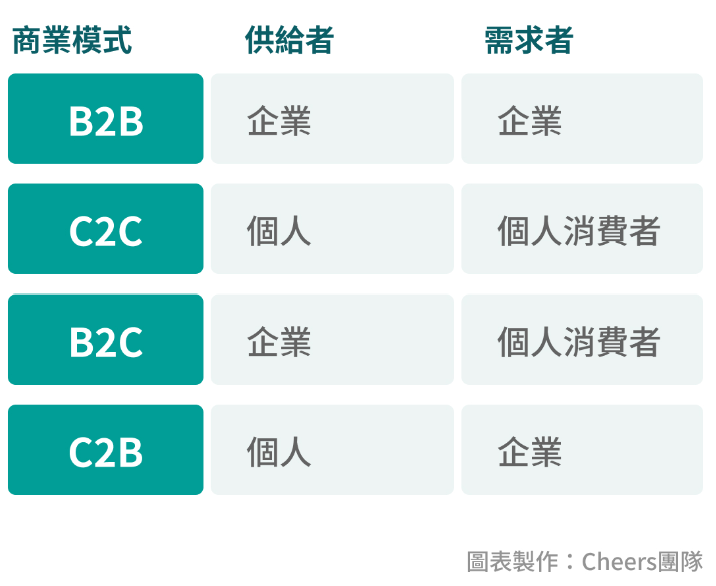 商業模式 供給者 需求者
B2B 企業 企業
C2C 個人 個人消費者
B2C 企業 個人消費者
C2B 個人 企業
圖表製作：Cheers團隊